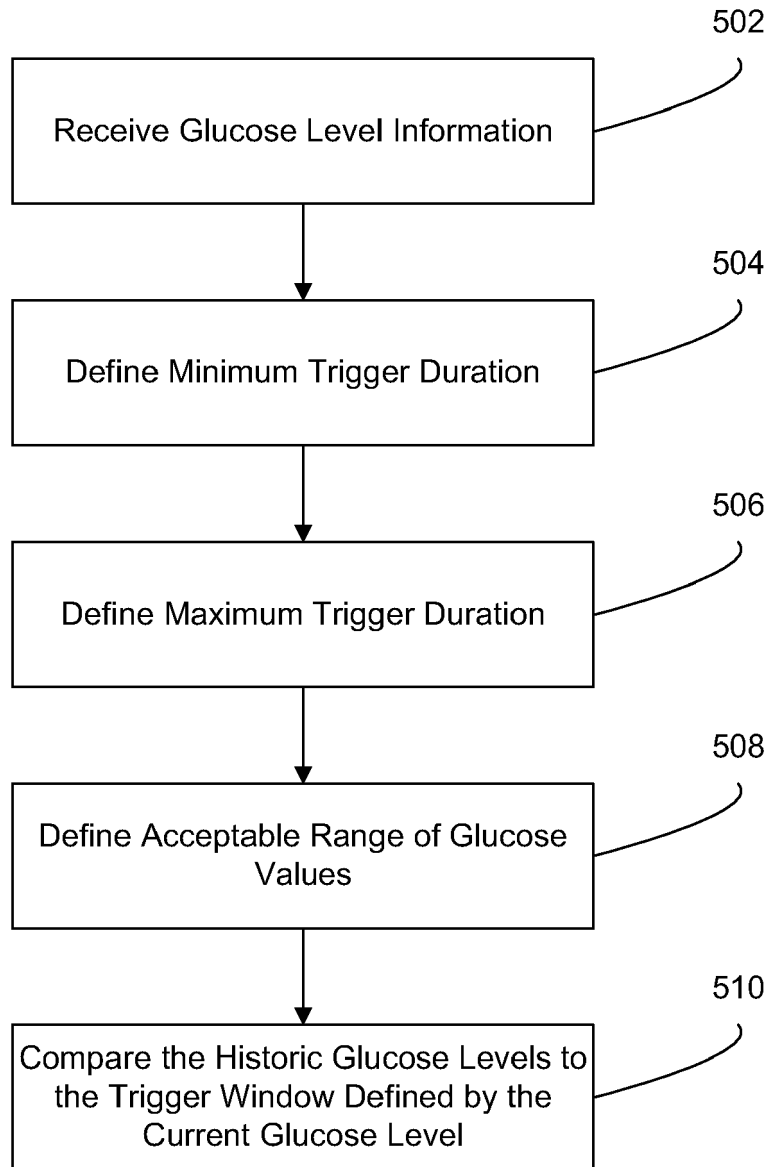 502
Receive Glucose Level Information
504
Define Minimum Trigger Duration
506
Define Maximum Trigger Duration
508
Define Acceptable Range of Glucose
Values
510
Compare the Historic Glucose Levels to
the Trigger Window Defined by the
Current Glucose Level